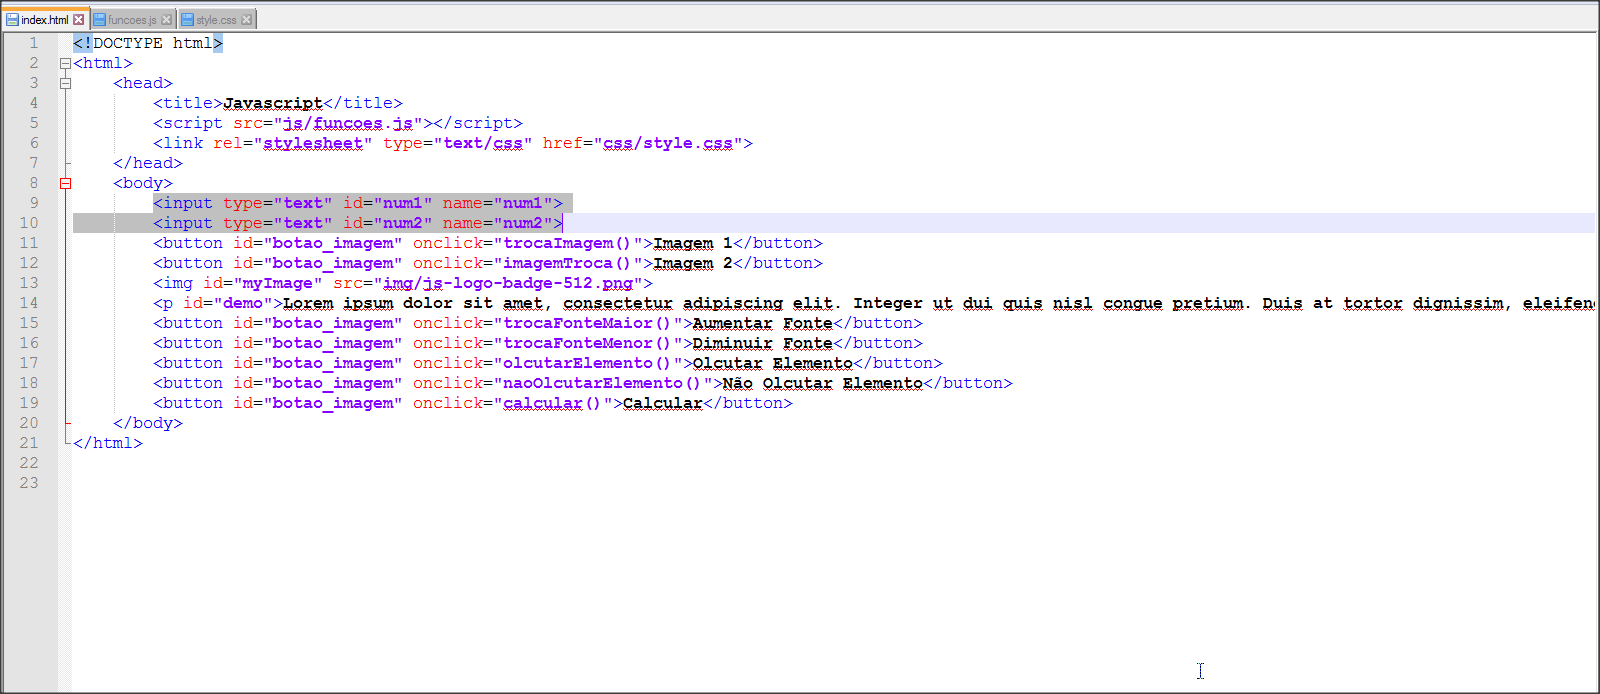 index.html funcoes.js style.css
1 <!DOCTYPE html>
2 <html>
3 <head>
4 <title>Javascript</title>
5 <script src="js/funcoes.js"></script>
6 <link rel="stylesheet" type="text/css" href="css/style.css">
7 </head>
8 <body>
9 <input type="text" id="num1" name="num1">
10 <input type="text" id="num2" name="num2">
11 <button id="botao_imagem" onclick="trocaImagem()">Imagem 1</button>
12 <button id="botao_imagem" onclick="imagemTroca()">Imagem 2</button>
13 <img id="myImage" src="img/js-logo-badge-512.png">
14 <p id="demo">Lorem ipsum dolor sit amet, consectetur adipiscing elit. Integer ut dui quis nisl congue pretium. Duis at tortor dignissim, eleifen
15 <button id="botao_imagem" onclick="trocaFonteMaior()">Aumentar Fonte</button>
16 <button id="botao_imagem" onclick="trocaFonteMenor()">Diminuir Fonte</button>
17 <button id="botao_imagem" onclick="olcutarElemento()">Olcutar Elemento</button>
18 <button id="botao_imagem" onclick="naoOlcutarElemento()">Não Olcutar Elemento</button>
19 <button id="botao_imagem" onclick="calcular()">Calcular</button>
20 </body>
21 </html>
22
23